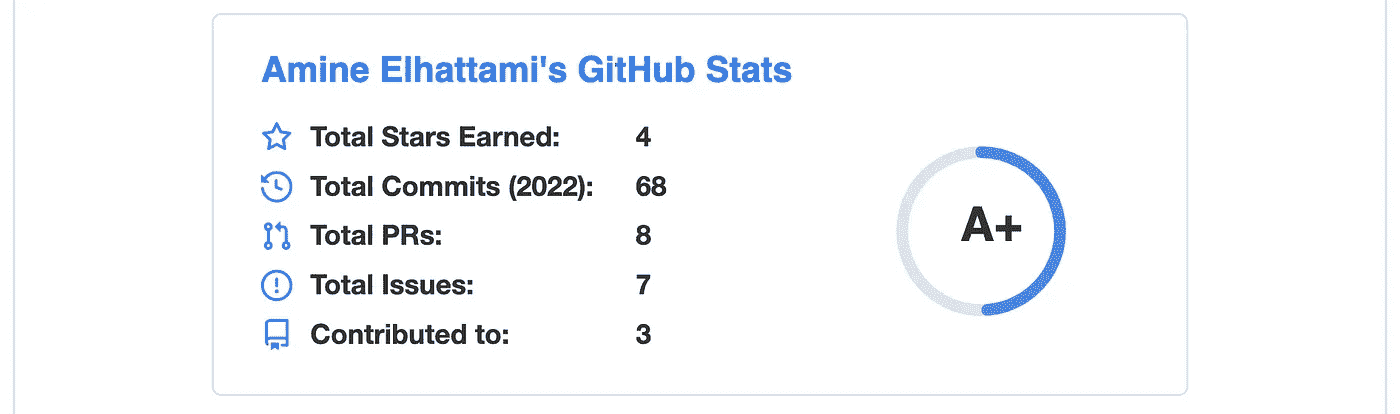 Amine Elhattami's GitHub Stats
Total Stars Earned: 4
Total Commits (2022): 68
Total PRs: 8
Total Issues: 7
Contributed to: 3
A+